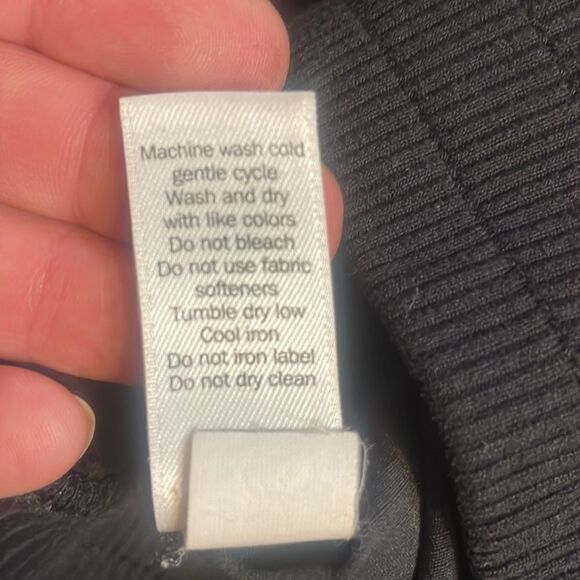 Machine wash cold
gentle cycle
Wash and dry
with like colors
Do not bleach
Do not use fabric
softeners
Tumble dry low
Cool iron
Do not iron label
Do not dry clean